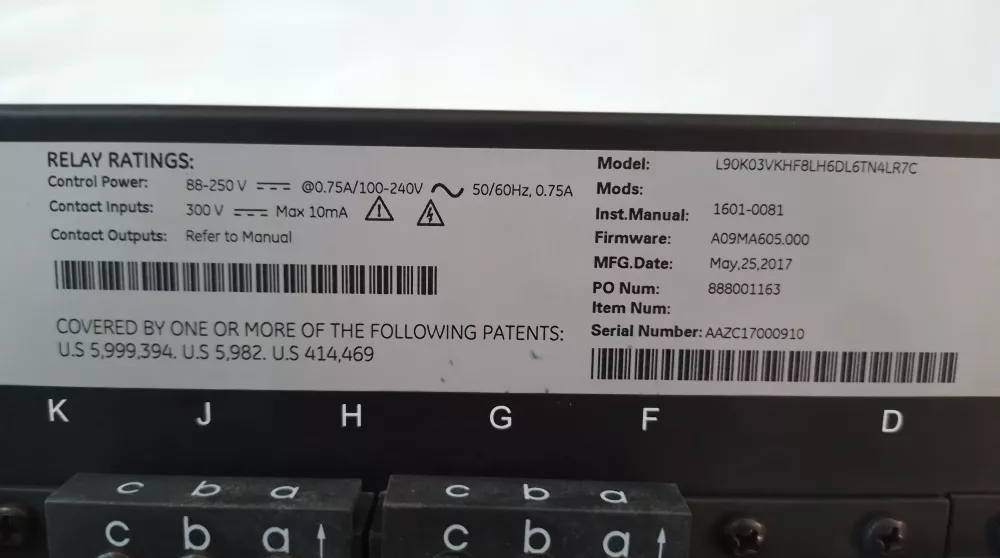 RELAY RATINGS:
Control Power: 88-250 V @0.75A/100-240V 50/60Hz, 0.75A
Contact Inputs: 300 V Max 10mA
Contact Outputs: Refer to Manual
COVERED BY ONE OR MORE OF THE FOLLOWING PATENTS:
U.S 5,999,394. U.S 5,982. U.S 414,469
Model: L90K03VKHF8LH6DL6TN4LR7C
Mods:
Inst.Manual: 1601-0081
Firmware: A09MA605.000
MFG.Date: May,25,2017
PO Num: 888001163
Item Num:
Serial Number: AAZC17000910
K J H G F D
c b a c b a
c b a c b a